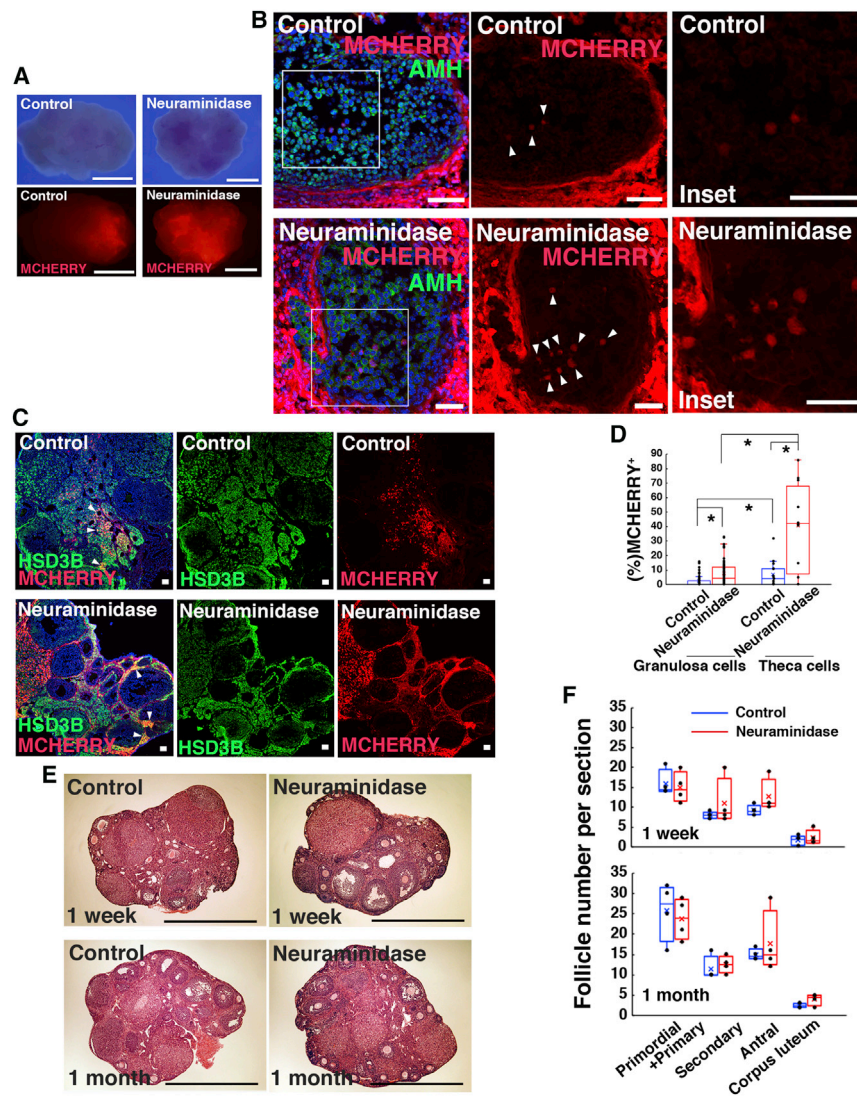 A
Control
Neuraminidase
Control
MCHERRY
Neuraminidase
MCHERRY
B
Control
MCHERRY
AMH
Control
MCHERRY
Control
Inset
Neuraminidase
MCHERRY
AMH
Neuraminidase
MCHERRY
Neuraminidase
Inset
C
Control
HSD3B
MCHERRY
Control
HSD3B
Control
MCHERRY
Neuraminidase
HSD3B
MCHERRY
Neuraminidase
HSD3B
Neuraminidase
MCHERRY
D
(%)MCHERRY+
90
80
70
60
50
40
30
20
10
0
*
*
*
*
Control
Neuraminidase
Control
Neuraminidase
Granulosa cells
Theca cells
E
Control
1 week
Neuraminidase
1 week
Control
1 month
Neuraminidase
1 month
F
Control
Neuraminidase
Follicle number per section
35
30
25
20
15
10
5
0
1 week
35
30
25
20
15
10
5
0
1 month
Primordial
+Primary
Secondary
Antral
Corpus luteum